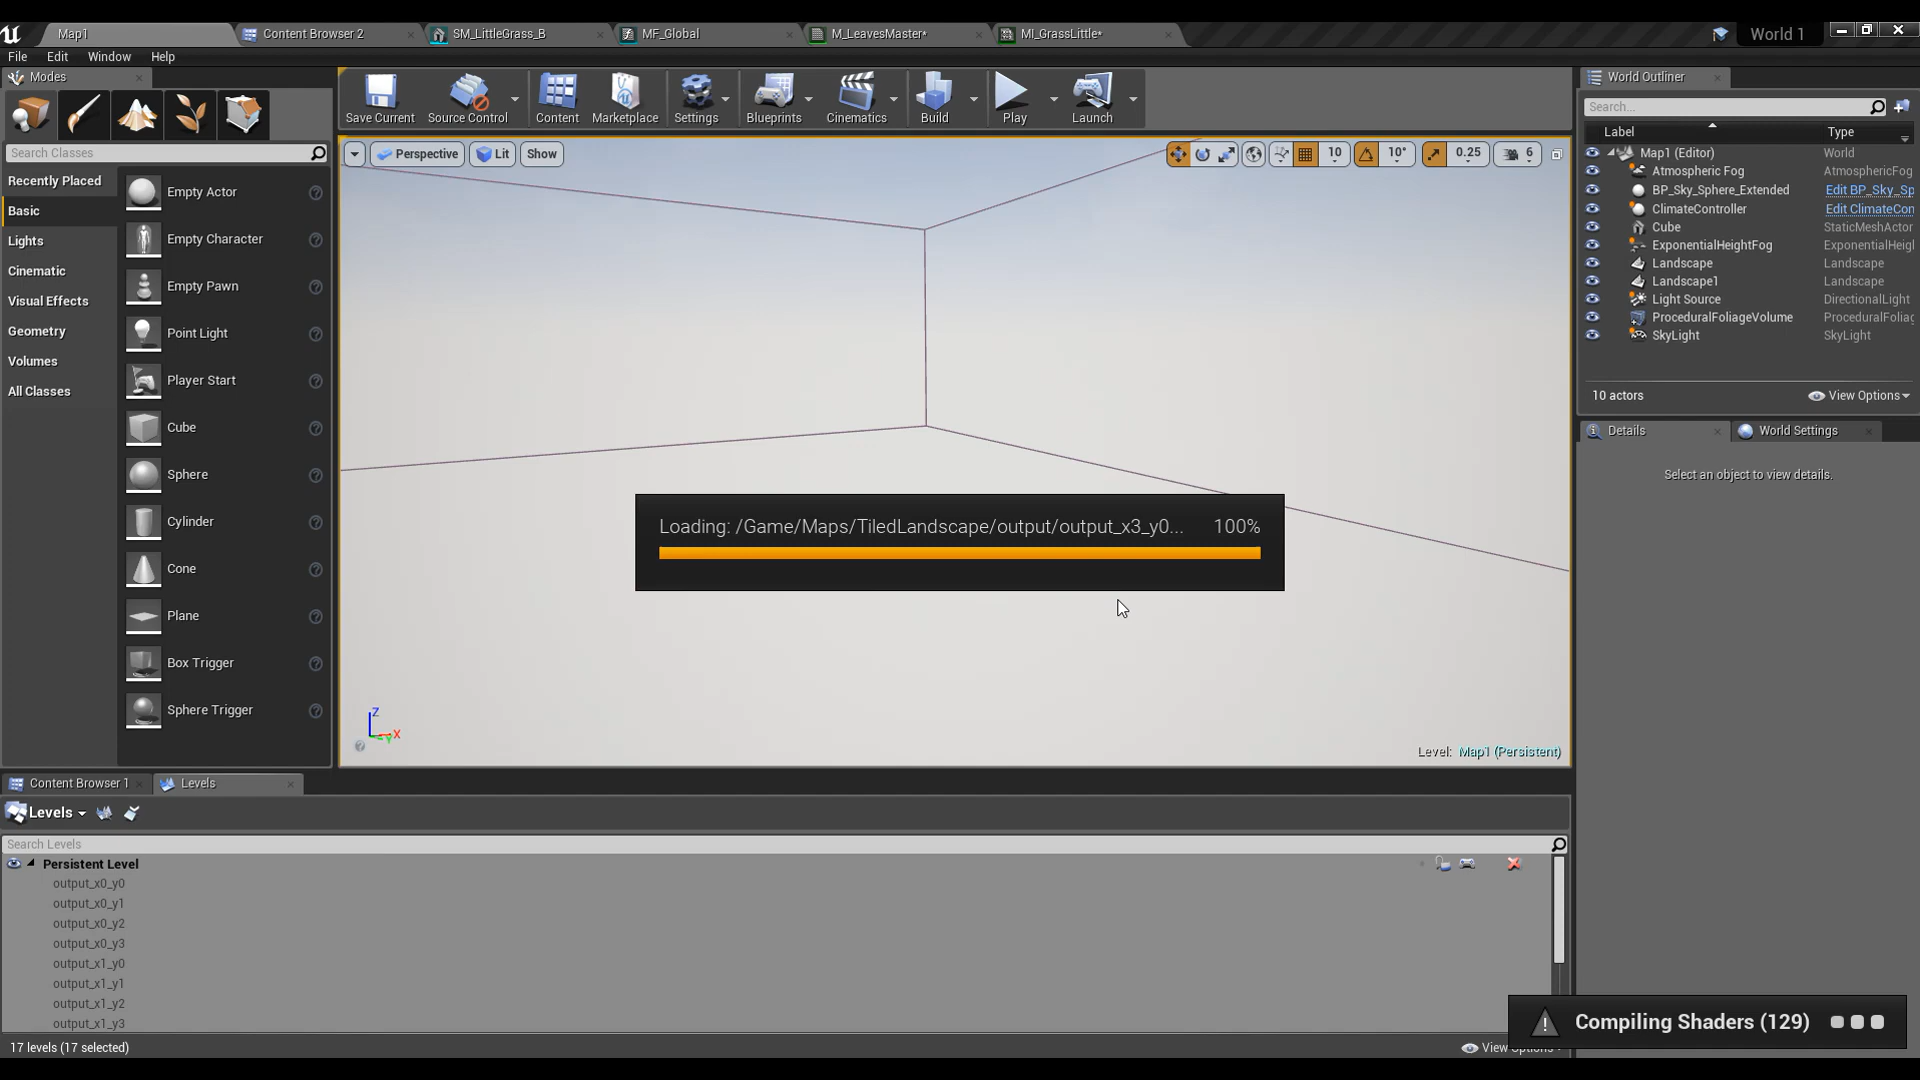 Map1
Content Browser 2
SM_LittleGrass_B
MF_Global
M_LeavesMaster*
MI_GrassLittle*
World 1
File Edit Window Help
Modes
Search Classes
Recently Placed
Basic
Lights
Cinematic
Visual Effects
Geometry
Volumes
All Classes
Empty Actor
Empty Character
Empty Pawn
Point Light
Player Start
Cube
Sphere
Cylinder
Cone
Plane
Box Trigger
Sphere Trigger
Save Current
Source Control
Content
Marketplace
Settings
Blueprints
Cinematics
Build
Play
Launch
Perspective
Lit
Show
10
10°
0.25
6
Loading: /Game/Maps/TiledLandscape/output/output_x3_y0... 100%
Z
X
Level: Map1 (Persistent)
World Outliner
Search...
Label Type
Map1 (Editor) World
Atmospheric Fog AtmosphericFog
BP_Sky_Sphere_Extended Edit BP_Sky_Sp
ClimateController Edit ClimateCon
Cube StaticMeshActor
ExponentialHeightFog ExponentialHeigl
Landscape Landscape
Landscape1 Landscape
Light Source DirectionalLight
ProceduralFoliageVolume ProceduralFoliag
SkyLight SkyLight
10 actors
View Options
Details
World Settings
Select an object to view details.
Content Browser 1
Levels
Levels
Search Levels
Persistent Level
output_x0_y0
output_x0_y1
output_x0_y2
output_x0_y3
output_x1_y0
output_x1_y1
output_x1_y2
output_x1_y3
17 levels (17 selected)
View Options
Compiling Shaders (129)